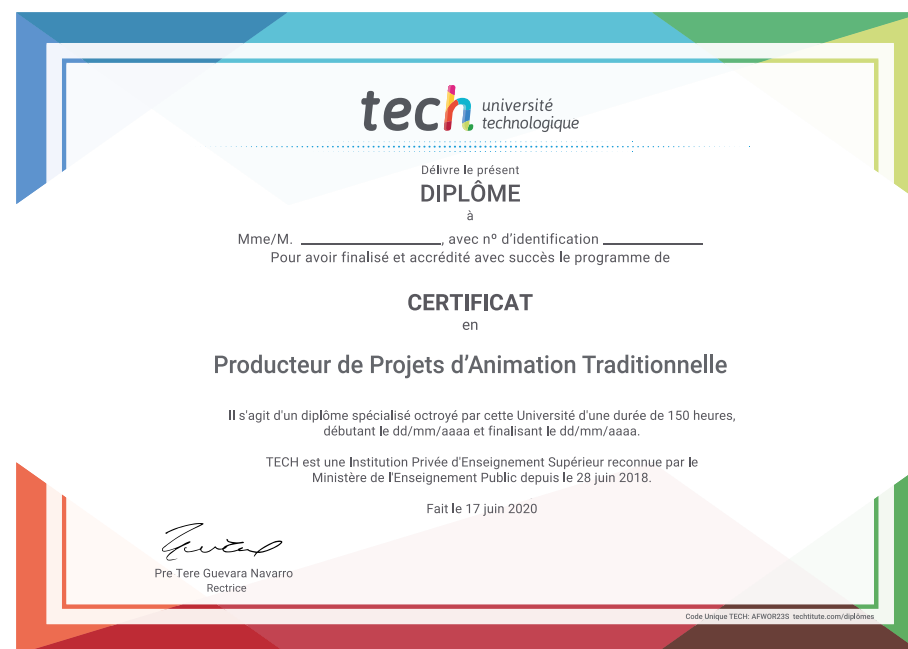 tech université
technologique
Délivre le présent
DIPLÔME
à
Mme/M. ____________________, avec nº d'identification ______________
Pour avoir finalisé et accrédité avec succès le programme de
CERTIFICAT
en
Producteur de Projets d'Animation Traditionnelle
Il s'agit d'un diplôme spécialisé octroyé par cette Université d'une durée de 150 heures,
débutant le dd/mm/aaaa et finalisant le dd/mm/aaaa.
TECH est une Institution Privée d'Enseignement Supérieur reconnue par le
Ministère de l'Enseignement Public depuis le 28 juin 2018.
Fait le 17 juin 2020
Pre Tere Guevara Navarro
Rectrice
Code Unique TECH: AFWOR23S techtitute.com/diplômes